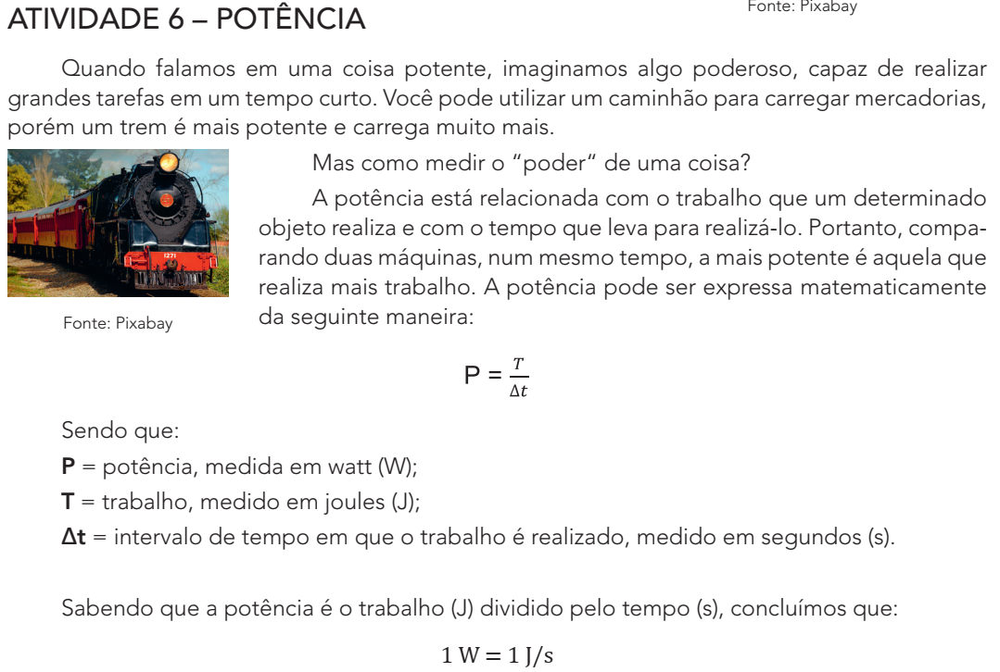 Fonte: Pixabay
ATIVIDADE 6 – POTÊNCIA
Quando falamos em uma coisa potente, imaginamos algo poderoso, capaz de realizar
grandes tarefas em um tempo curto. Você pode utilizar um caminhão para carregar mercadorias,
porém um trem é mais potente e carrega muito mais.
1271
Fonte: Pixabay
Mas como medir o “poder“ de uma coisa?
A potência está relacionada com o trabalho que um determinado
objeto realiza e com o tempo que leva para realizá-lo. Portanto, compa-
rando duas máquinas, num mesmo tempo, a mais potente é aquela que
realiza mais trabalho. A potência pode ser expressa matematicamente
da seguinte maneira:
P = T/Δt
Sendo que:
P = potência, medida em watt (W);
T = trabalho, medido em joules (J);
Δt = intervalo de tempo em que o trabalho é realizado, medido em segundos (s).
Sabendo que a potência é o trabalho (J) dividido pelo tempo (s), concluímos que:
1 W = 1 J/s